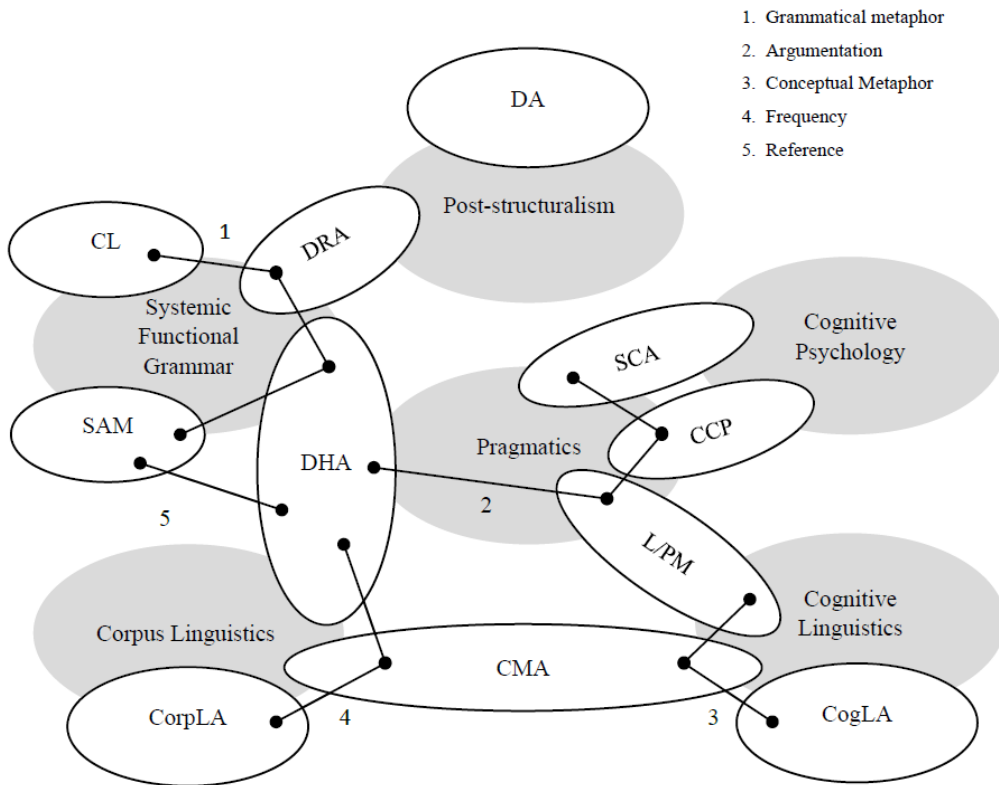 1. Grammatical metaphor
2. Argumentation
3. Conceptual Metaphor
4. Frequency
5. Reference
DA
Post-structuralism
CL
1
DRA
Systemic
Functional
Grammar
Cognitive
Psychology
SCA
SAM
CCP
Pragmatics
DHA
2
5
L/PM
Cognitive
Linguistics
Corpus Linguistics
CMA
CorpLA
4
3
CogLA